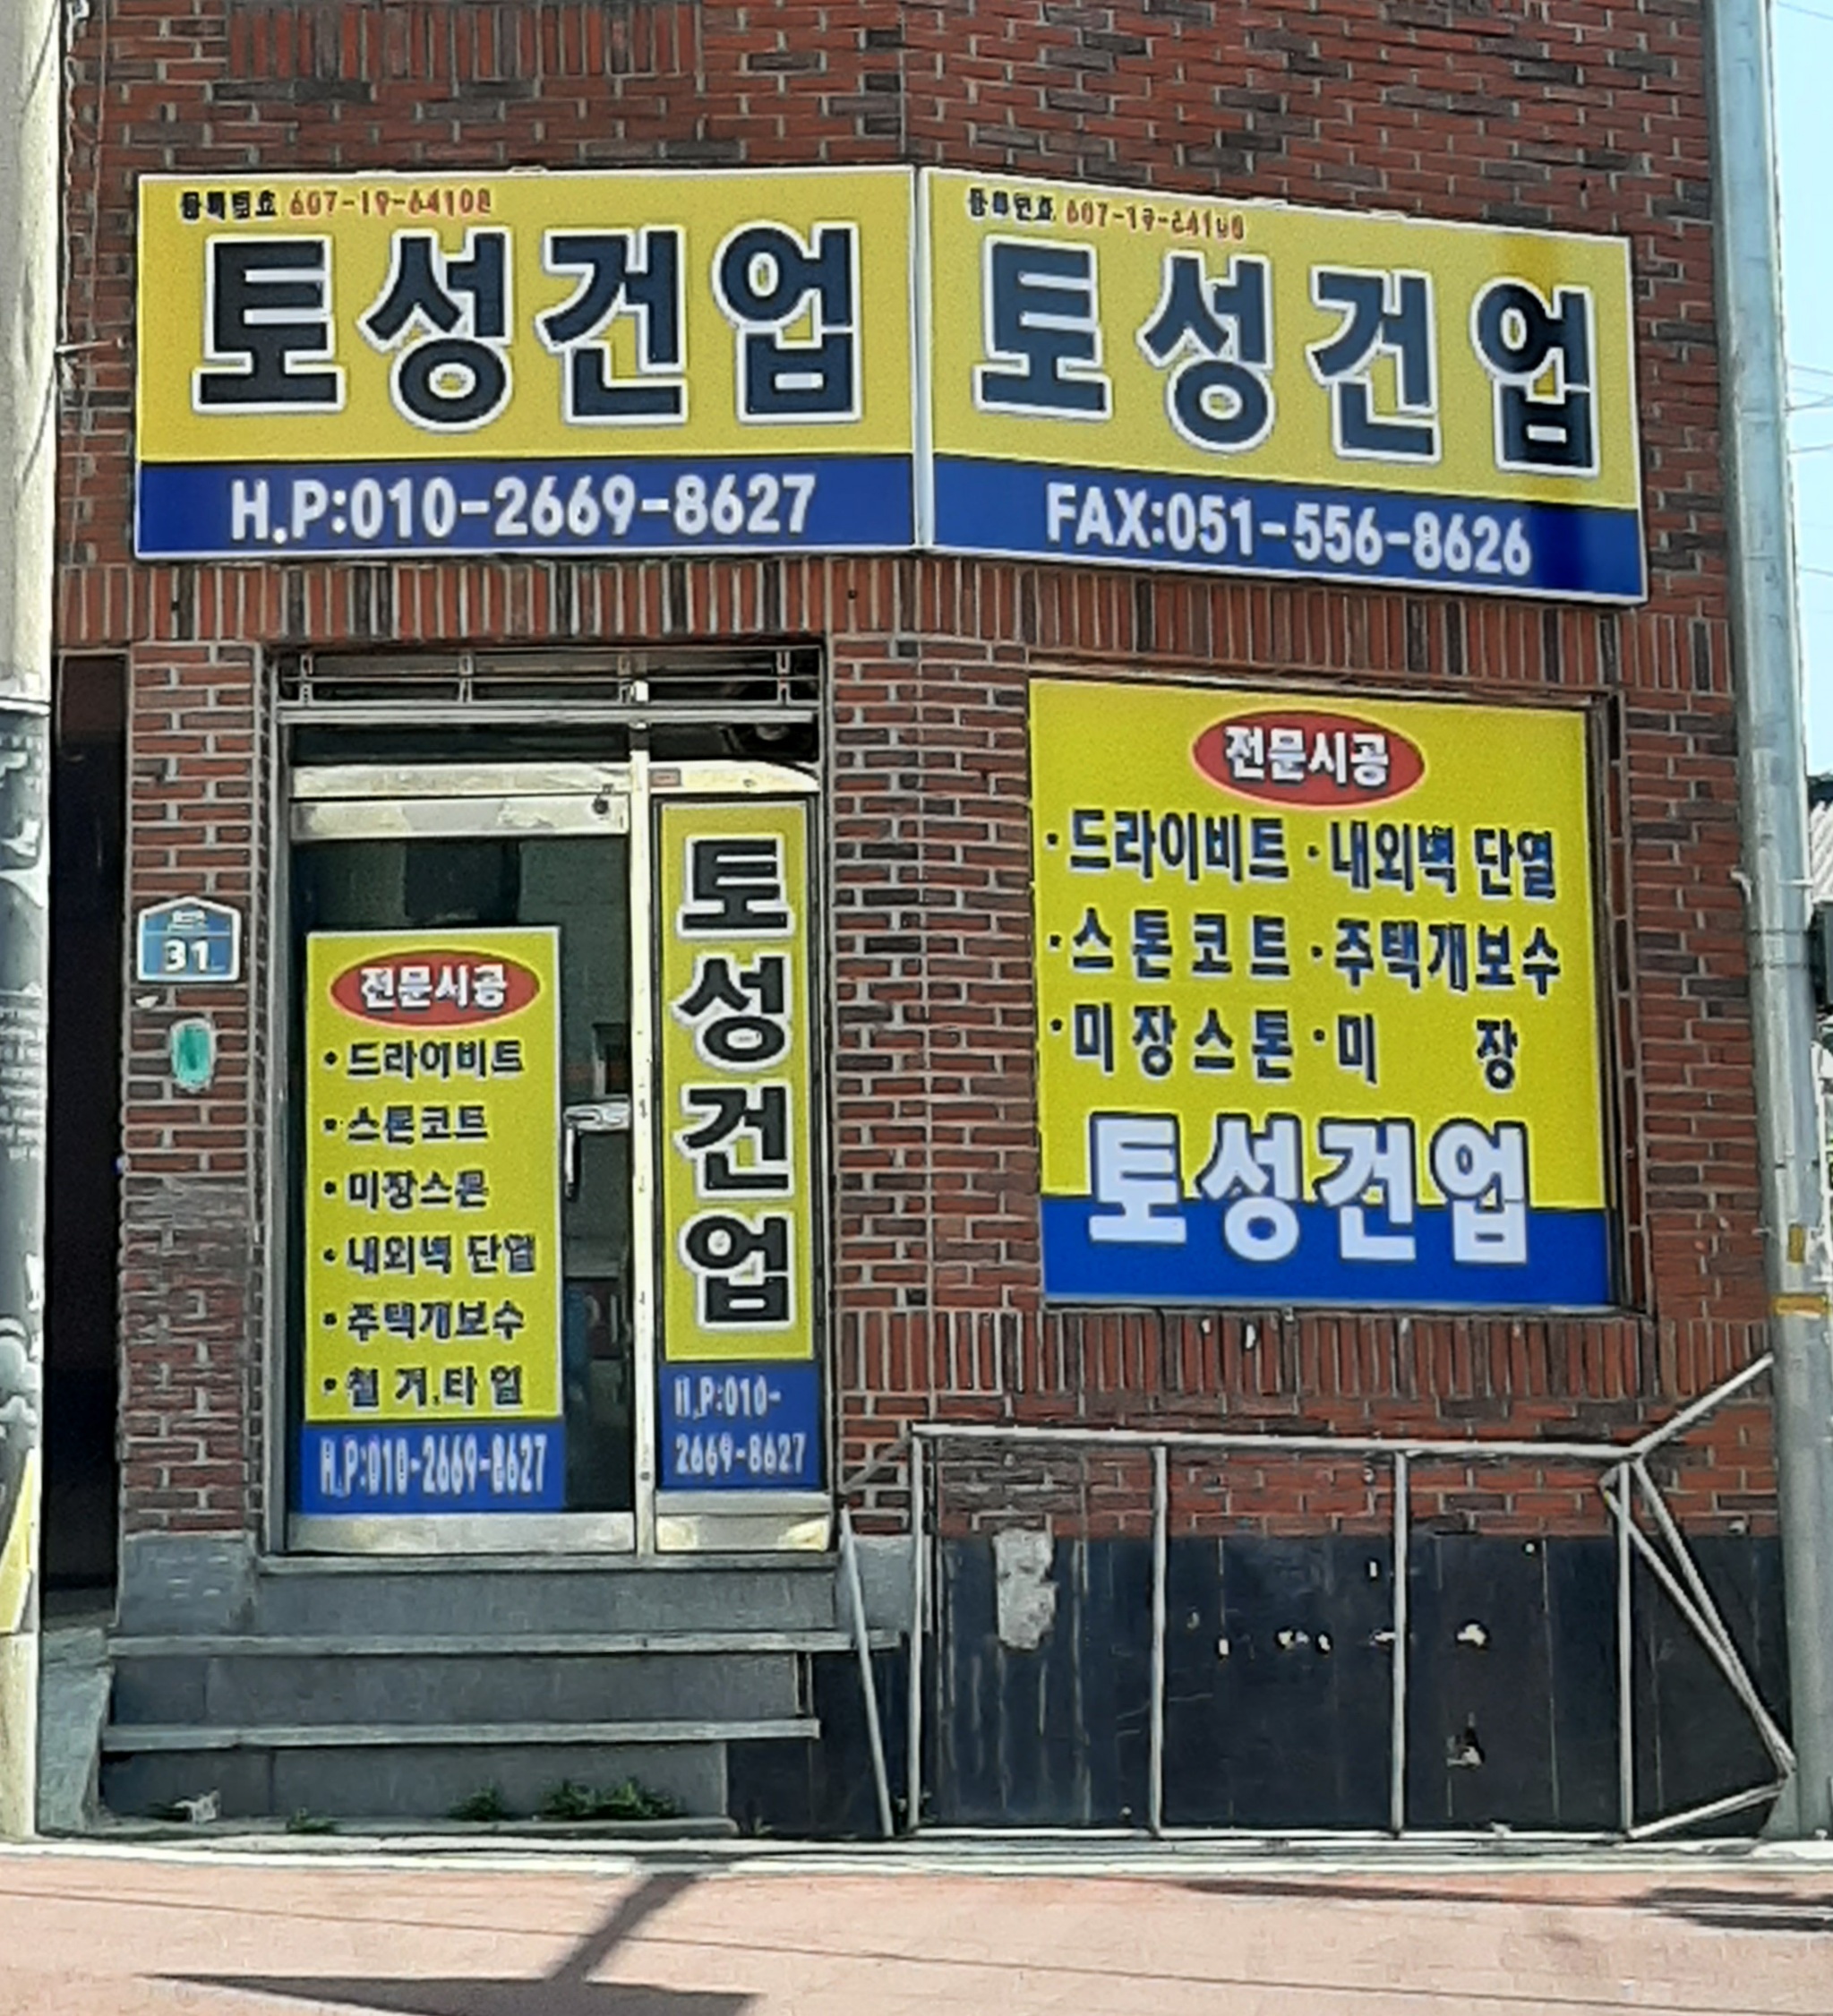 등록번호 607-19-64108
토성건업
H.P:010-2669-8627
등록번호
토성건업
FAX:051-556-8626
31
전문시공
·드라이비트
·스톤코트
·미장스톤
·내외벽 단열
·주택개보수
·철거,타일
H.P:010-2669-8627
토성건업
H.P:010-
2669-8627
전문시공
·드라이비트 ·내외벽 단열
·스톤코트 ·주택개보수
·미장스톤 ·미 장
토성건업